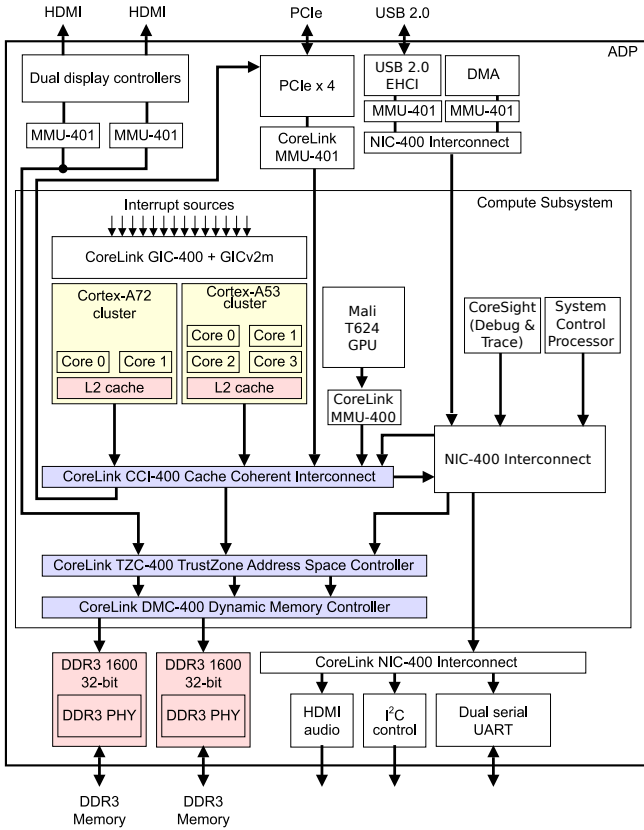 HDMI HDMI PCIe USB 2.0
ADP
Dual display controllers
PCIe x 4
USB 2.0
EHCI
DMA
MMU-401 MMU-401
CoreLink
MMU-401
MMU-401 MMU-401
NIC-400 Interconnect
Compute Subsystem
Interrupt sources
CoreLink GIC-400 + GICv2m
Cortex-A72
cluster
Core 0 Core 1
L2 cache
Cortex-A53
cluster
Core 0 Core 1
Core 2 Core 3
L2 cache
Mali
T624
GPU
CoreLink
MMU-400
CoreSight
(Debug &
Trace)
System
Control
Processor
NIC-400 Interconnect
CoreLink CCI-400 Cache Coherent Interconnect
CoreLink TZC-400 TrustZone Address Space Controller
CoreLink DMC-400 Dynamic Memory Controller
DDR3 1600
32-bit
DDR3 PHY
DDR3 1600
32-bit
DDR3 PHY
CoreLink NIC-400 Interconnect
HDMI
audio
I²C
control
Dual serial
UART
DDR3
Memory
DDR3
Memory